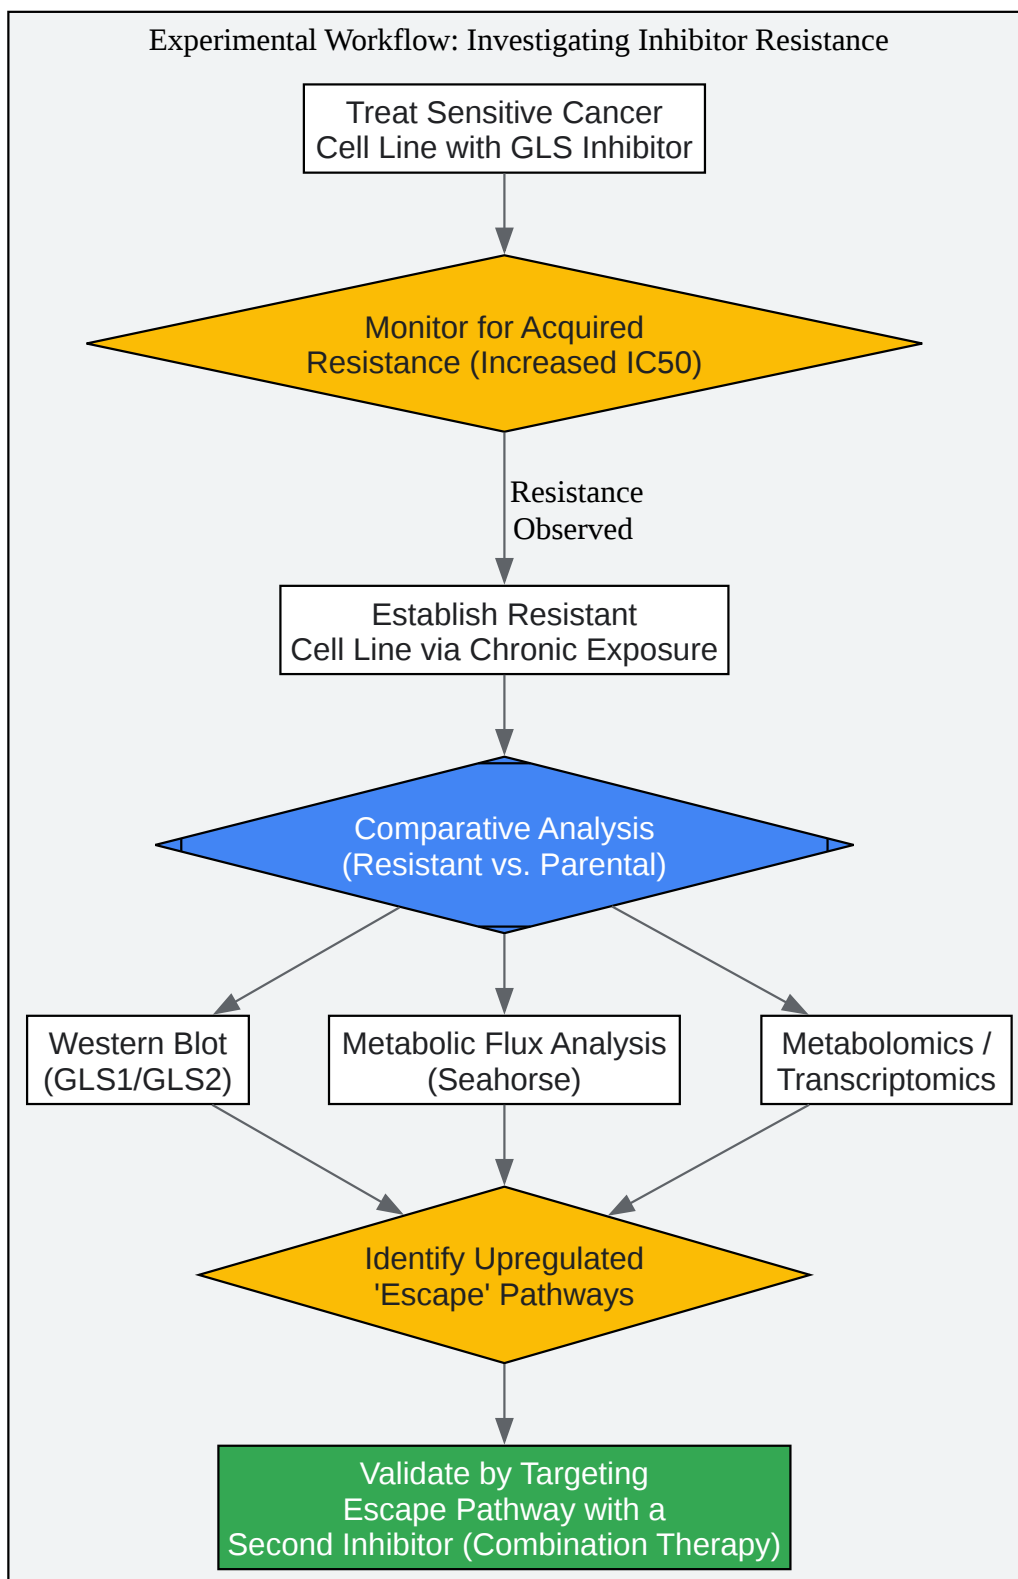 Experimental Workflow: Investigating Inhibitor Resistance
Treat Sensitive Cancer
Cell Line with GLS Inhibitor
Monitor for Acquired
Resistance (Increased IC50)
Resistance
Observed
Establish Resistant
Cell Line via Chronic Exposure
Comparative Analysis
(Resistant vs. Parental)
Western Blot
(GLS1/GLS2)
Metabolic Flux Analysis
(Seahorse)
Metabolomics /
Transcriptomics
Identify Upregulated
'Escape' Pathways
Validate by Targeting
Escape Pathway with a
Second Inhibitor (Combination Therapy)